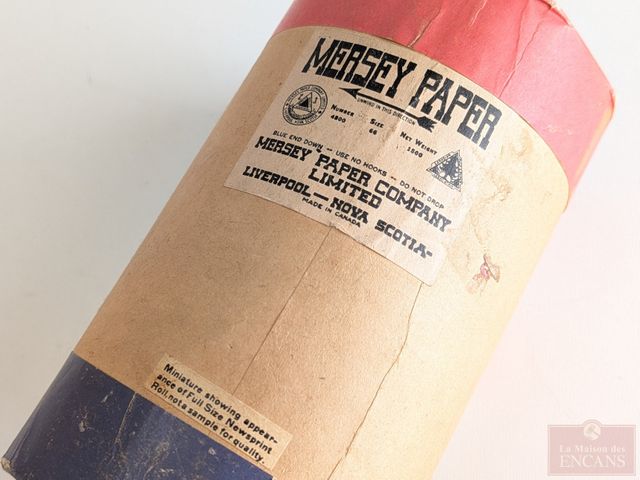 MERSEY PAPER
UNWIND IN THIS DIRECTION
NUMBER SIZE NET WEIGHT
4800 66 1500
BLUE END DOWN -- USE NO HOOKS -- DO NOT DROP
MERSEY PAPER COMPANY
LIMITED
LIVERPOOL — NOVA SCOTIA-
MADE IN CANADA
Miniature showing appear-
ance of Full Size Newsprint
Roll, not a sample for quality.
La Maison des
ENCANS